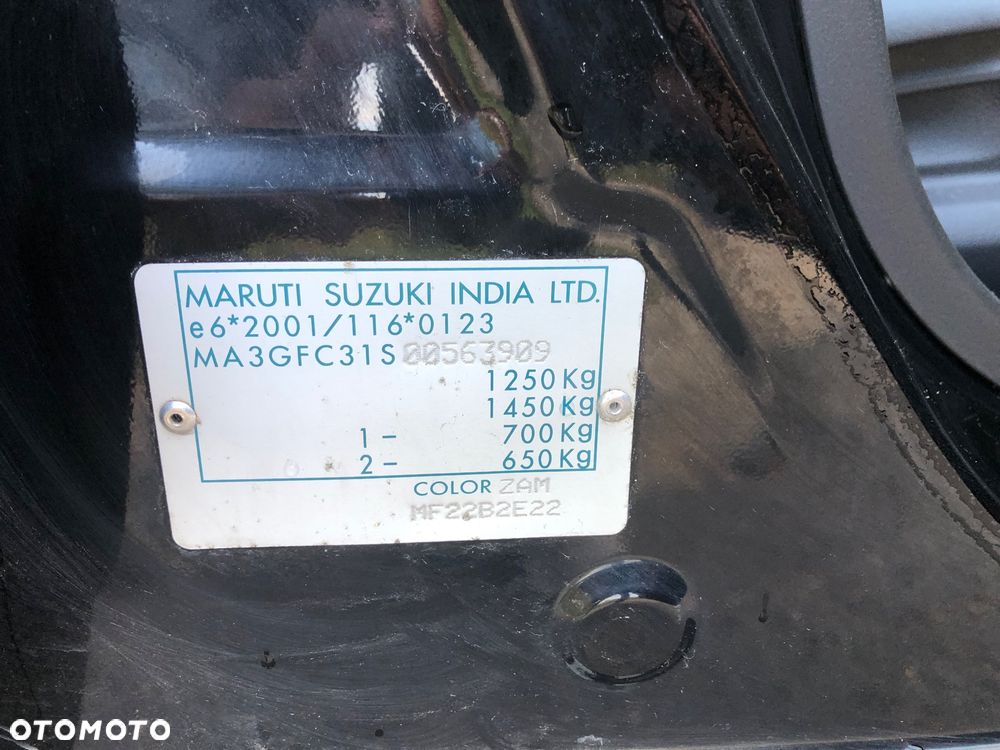 MARUTI SUZUKI INDIA LTD.
e6*2001/116*0123
MA3GFC31S00563909
1250Kg
1450Kg
1- 700Kg
2- 650Kg
COLOR ZAM
MF22B2E22
OTOMOTO